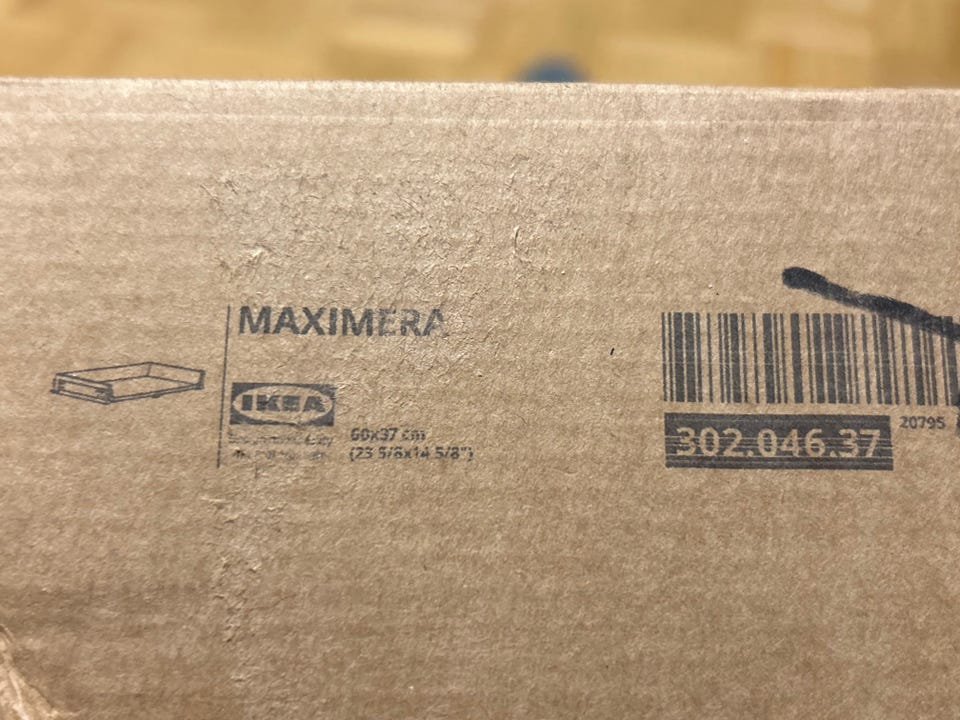 MAXIMERA
IKEA
60x37 cm
(23 5/8x14 5/8")
20795
302.046.37